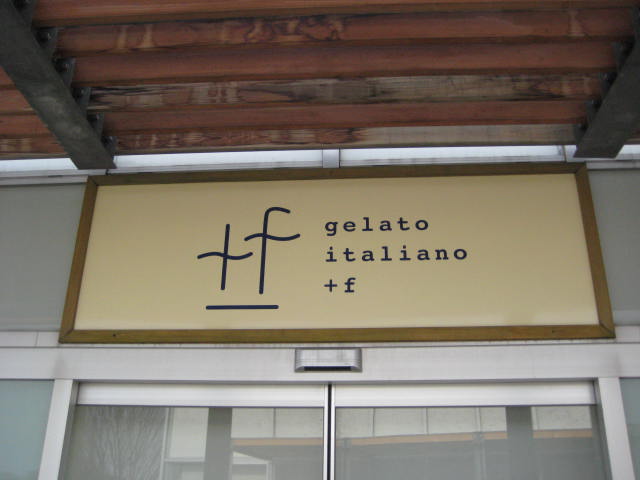 +f
gelato
italiano
+f